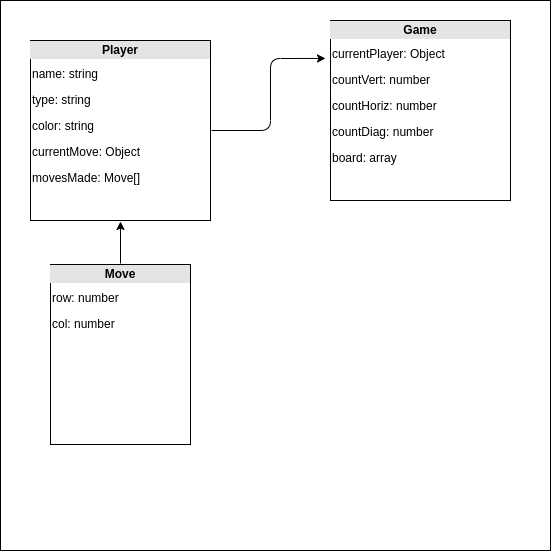 Player
name: string
type: string
color: string
currentMove: Object
movesMade: Move[]
Game
currentPlayer: Object
countVert: number
countHoriz: number
countDiag: number
board: array
Move
row: number
col: number